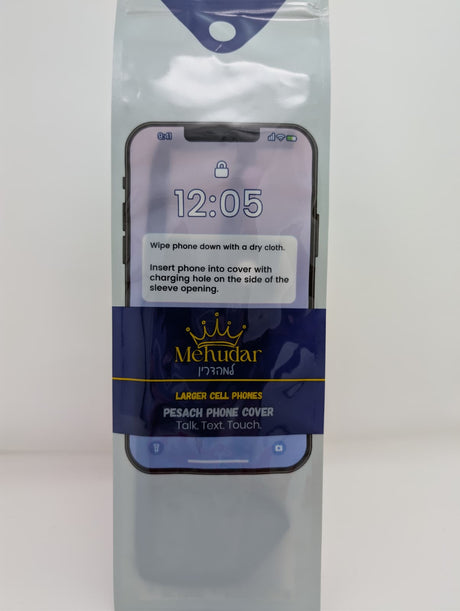 9:41
12:05
Wipe phone down with a dry cloth.
Insert phone into cover with
charging hole on the side of the
sleeve opening.
Mehudar
למהדרין
LARGER CELL PHONES
PESACH PHONE COVER
Talk. Text. Touch.